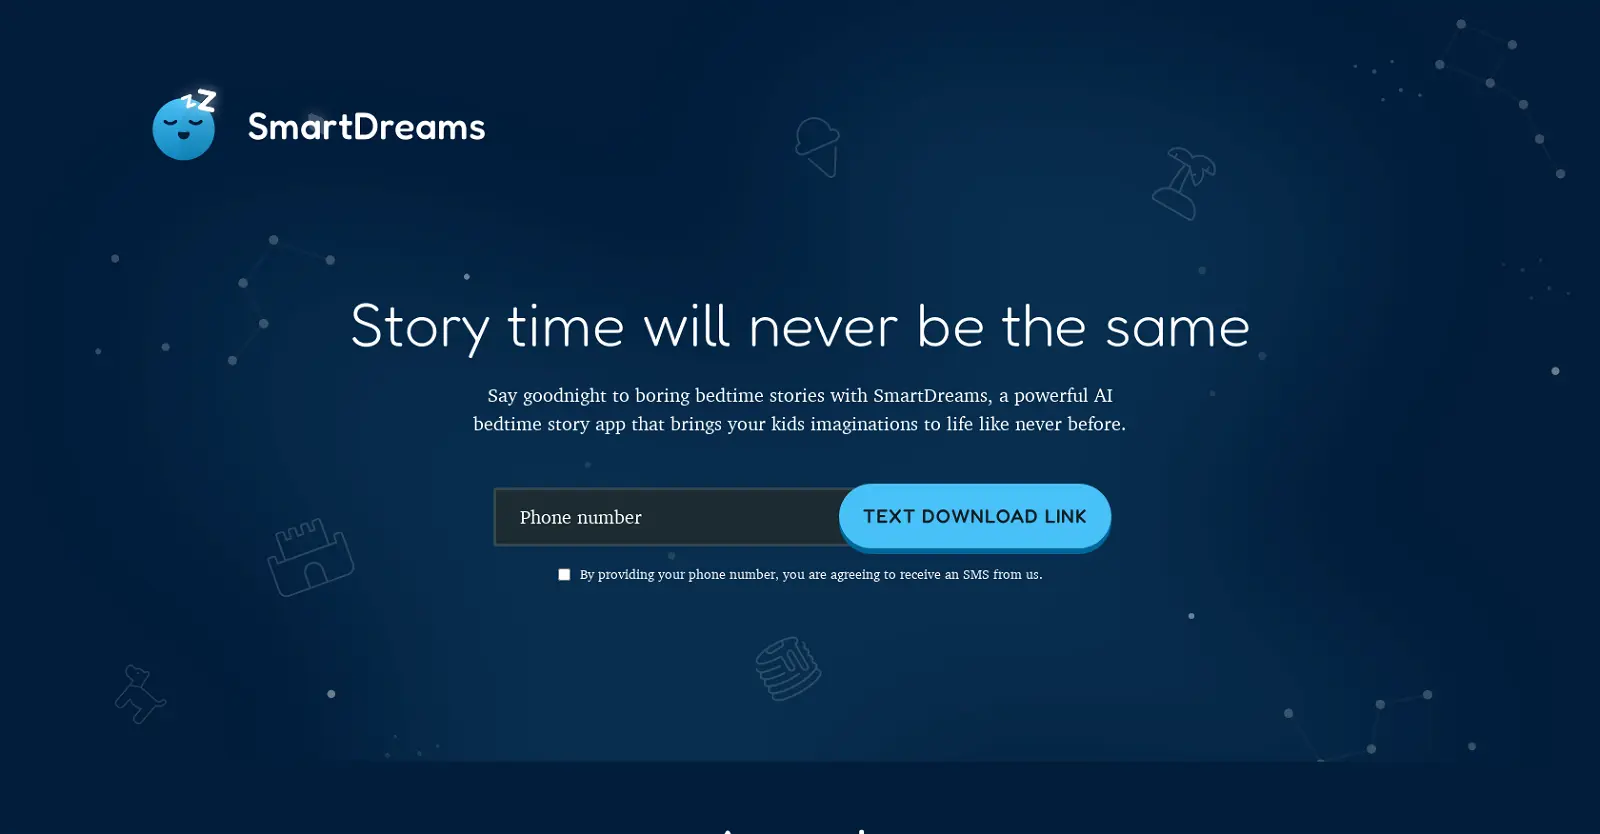 SmartDreams
Story time will never be the same
Say goodnight to boring bedtime stories with SmartDreams, a powerful AI
bedtime story app that brings your kids imaginations to life like never before.
Phone number
TEXT DOWNLOAD LINK
By providing your phone number, you are agreeing to receive an SMS from us.